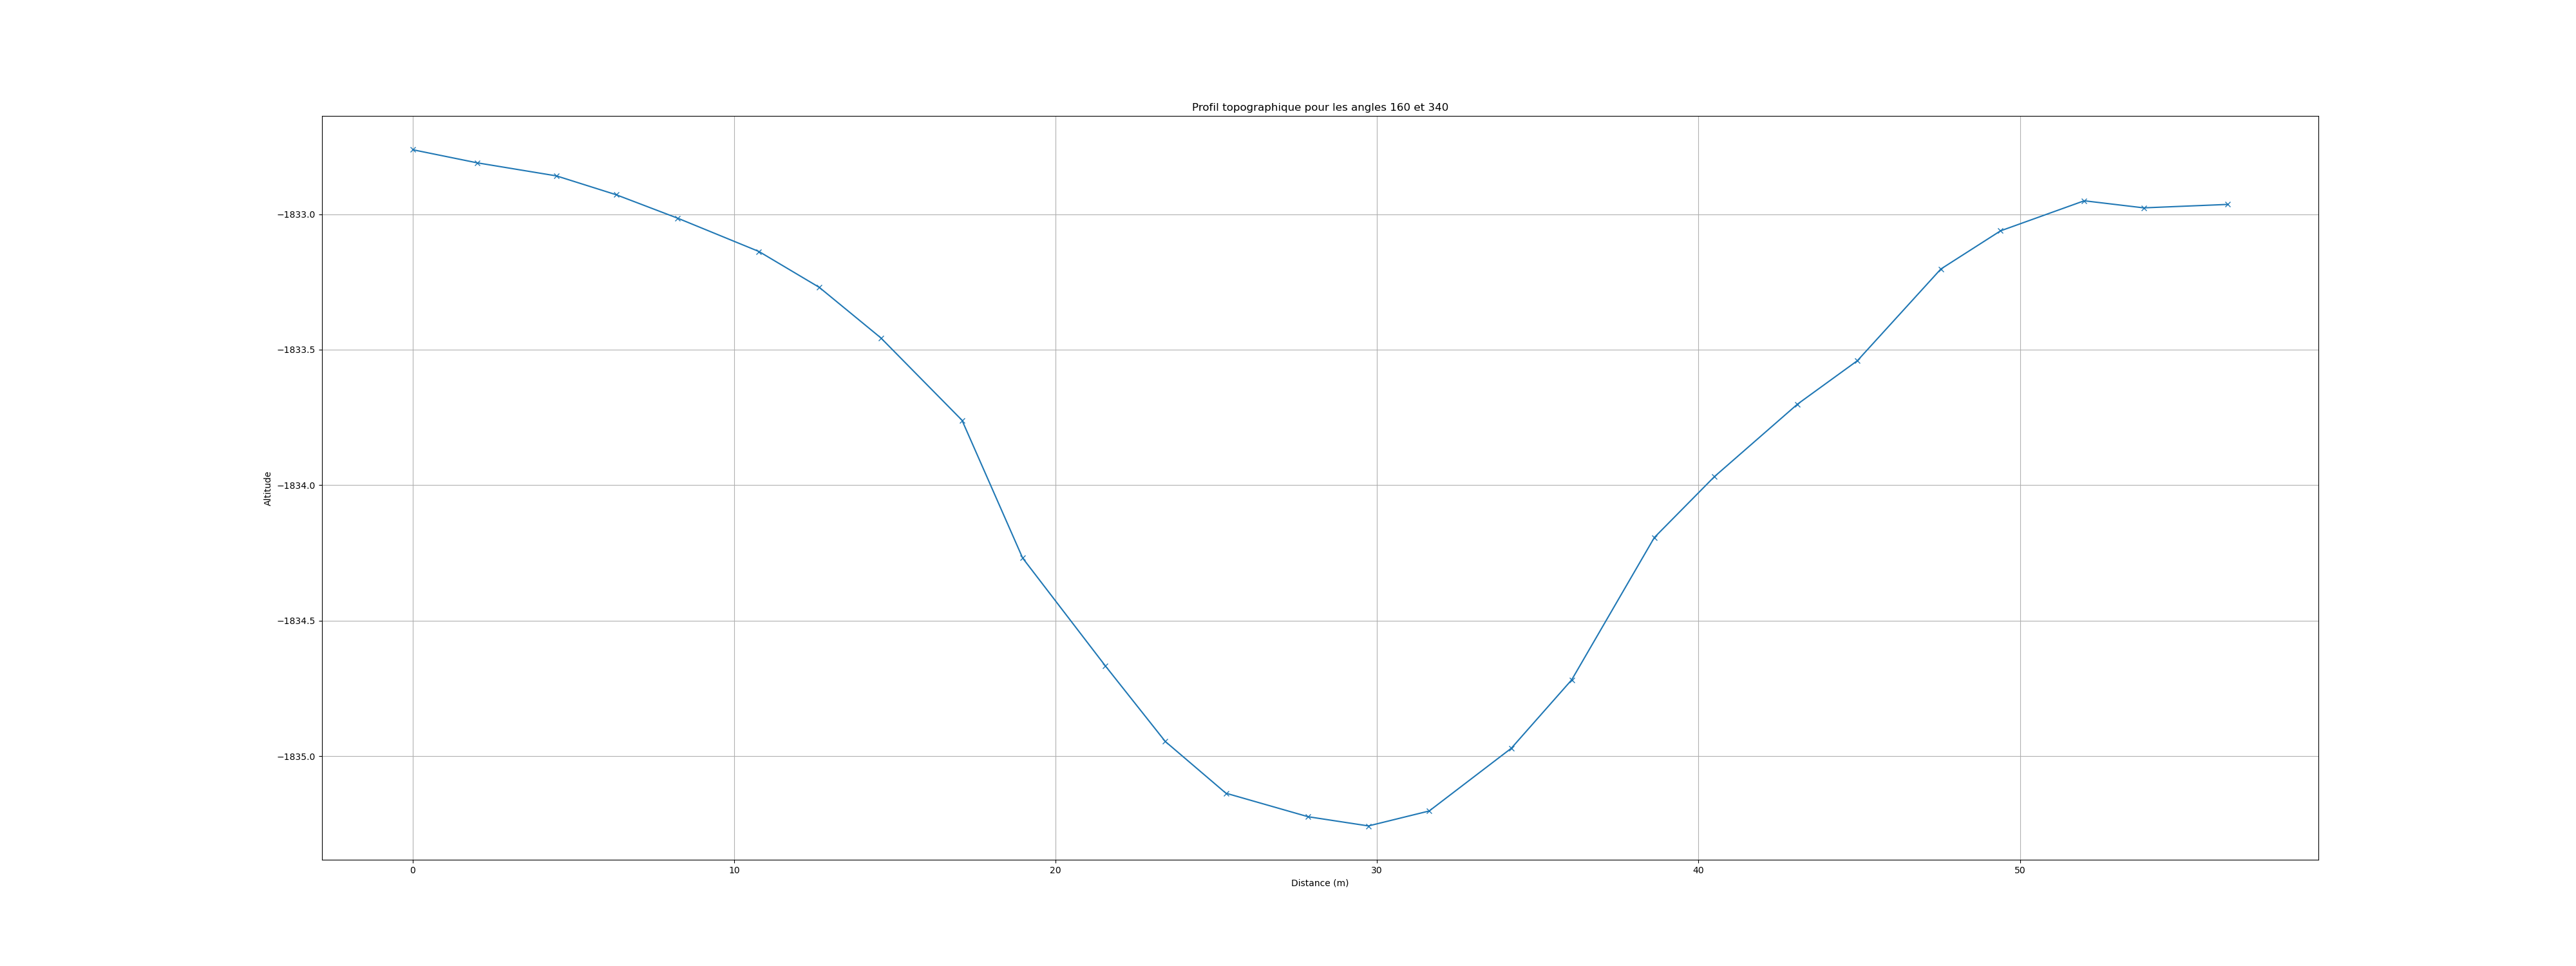 Profil topographique pour les angles 160 et 340
−1833.0
−1833.5
−1834.0
−1834.5
−1835.0
Altitude
0 10 20 30 40 50
Distance (m)